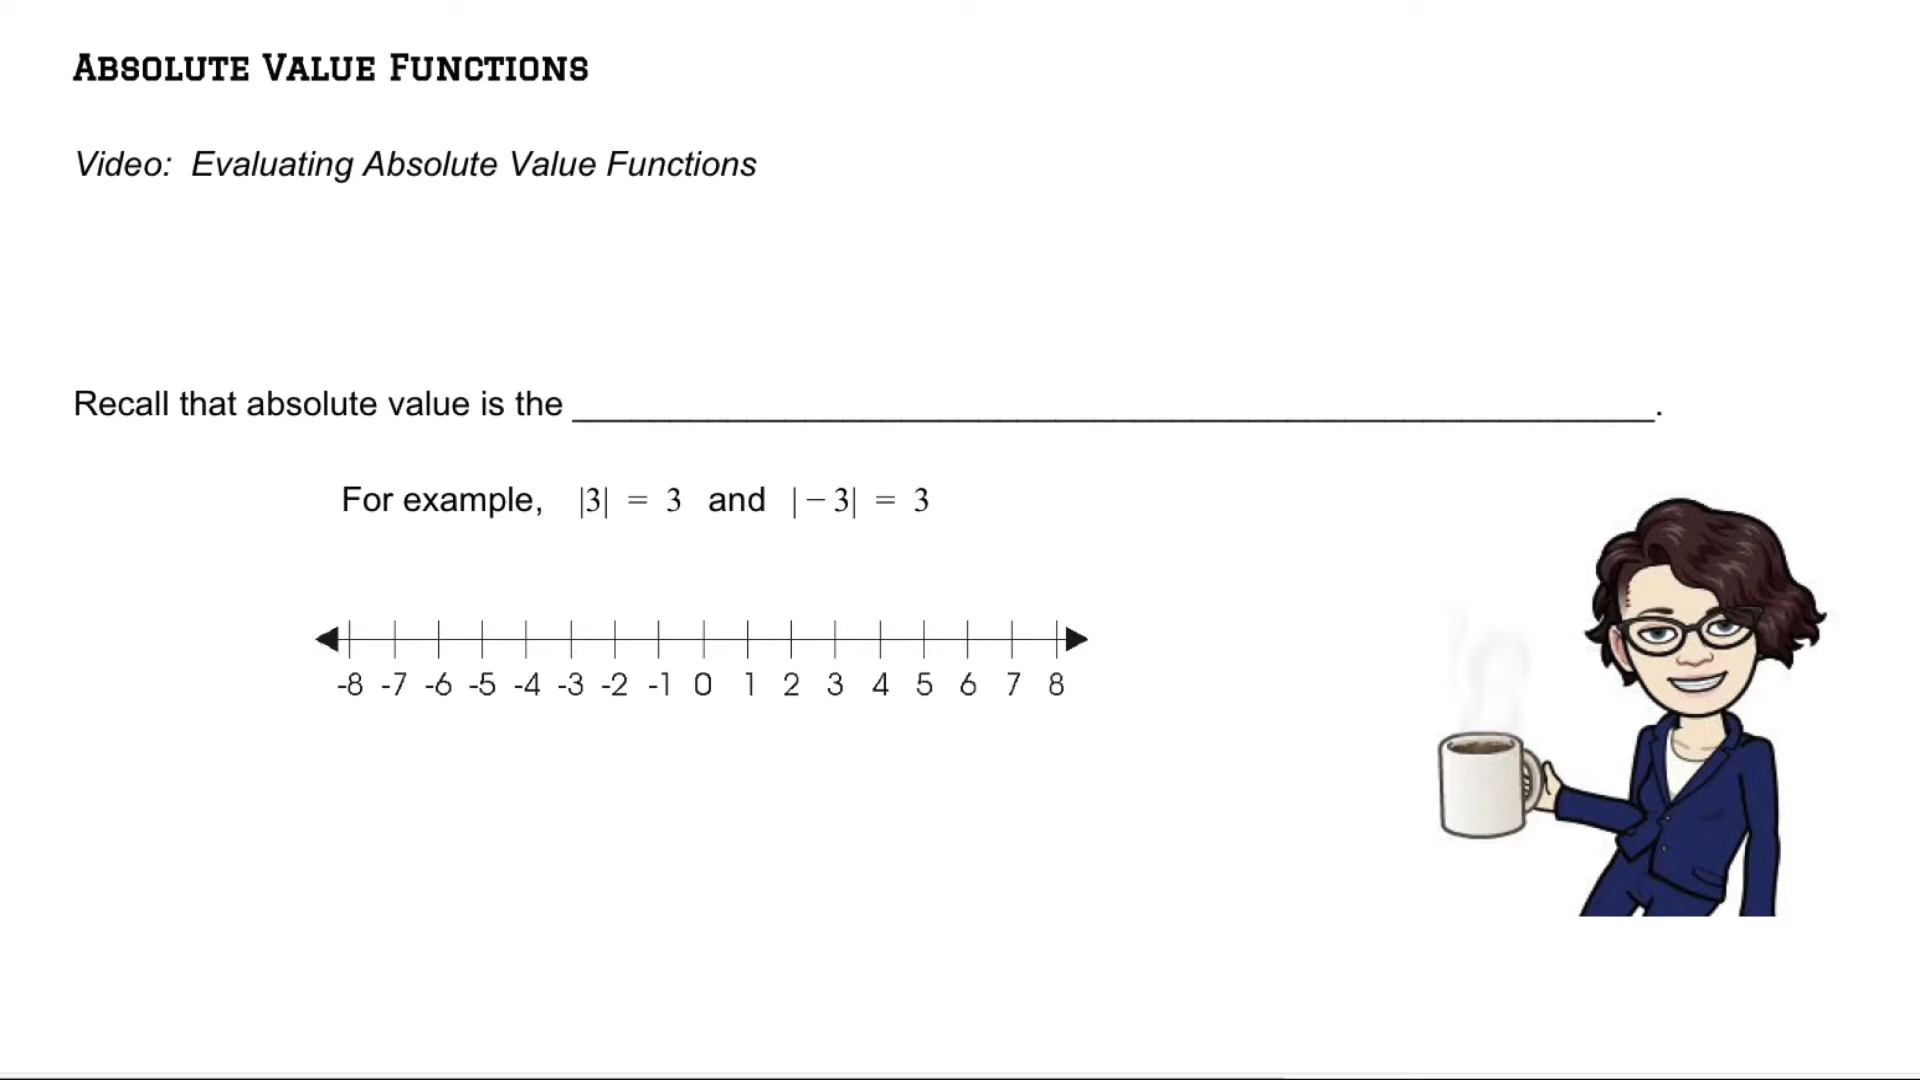 Absolute Value Functions
Video: Evaluating Absolute Value Functions
Recall that absolute value is the ______________________________.
For example, |3| = 3 and |−3| = 3
-8 -7 -6 -5 -4 -3 -2 -1 0 1 2 3 4 5 6 7 8